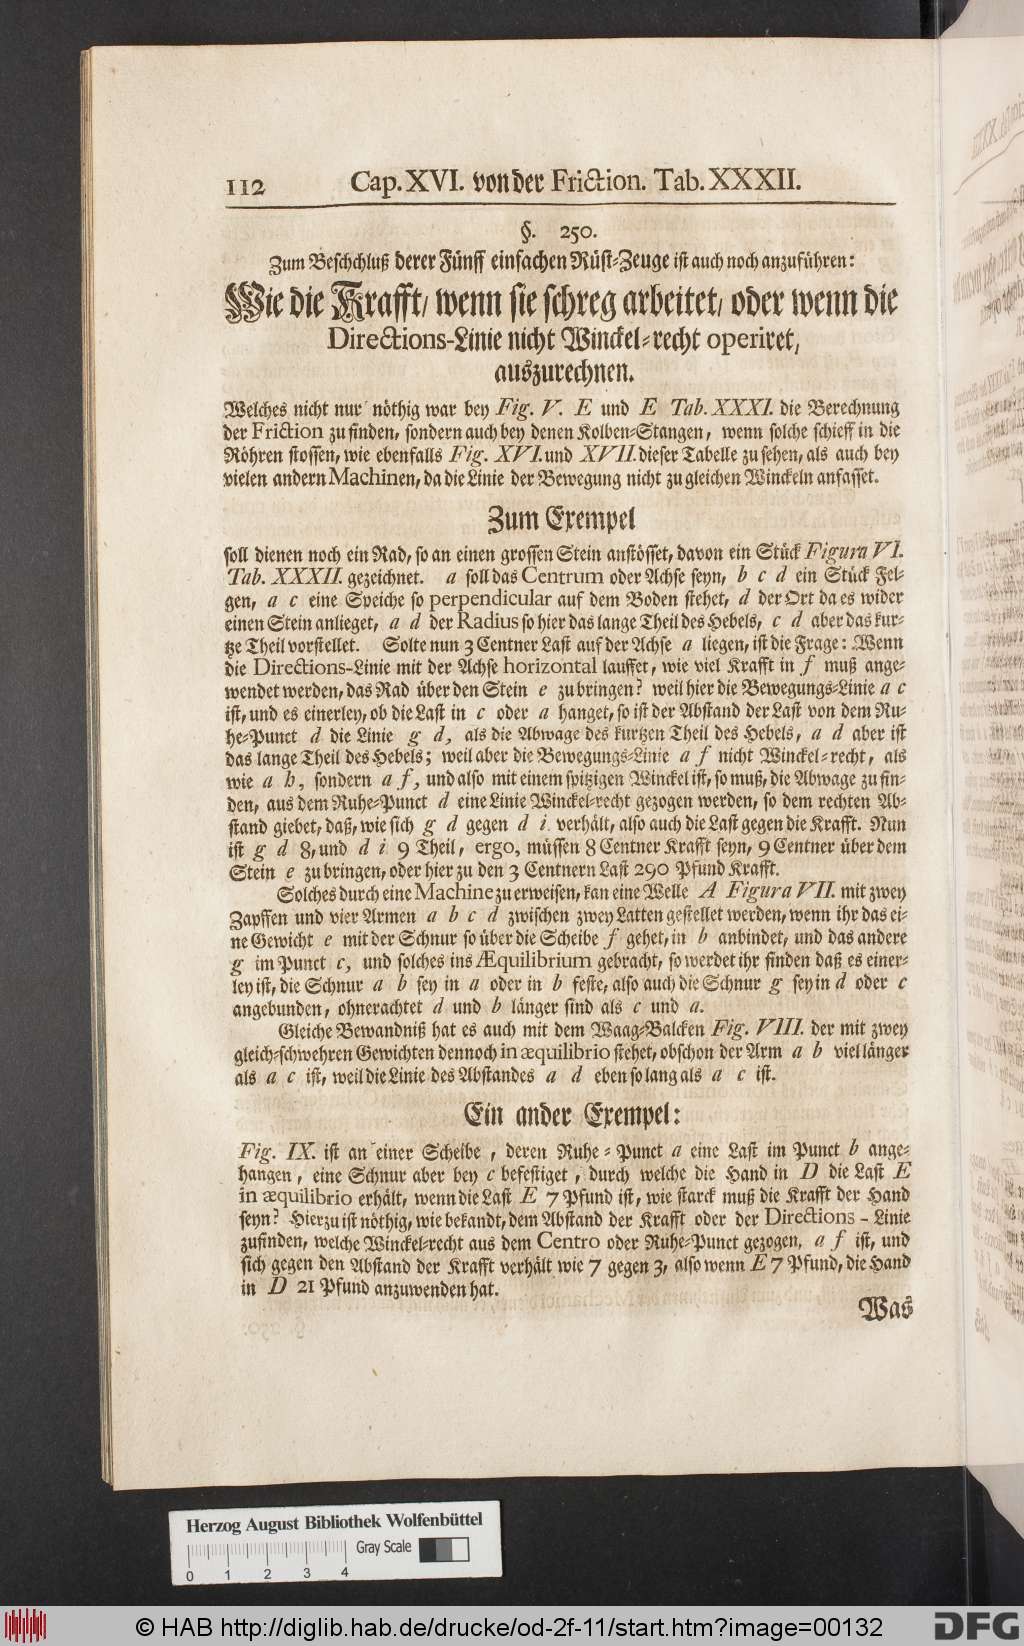 112 Cap. XVI. von der Friction. Tab. XXXII.
§. 250.
Zum Beschchluß derer Fünff einfachen Rüst-Zeuge ist auch noch anzuführen:
Wie die Krafft/ wenn sie schreg arbeitet/ oder wenn die
Directions-Linie nicht Winckel-recht operiret,
auszurechnen.
Welches nicht nur nöthig war bey Fig. V. E und E Tab. XXXI. die Berechnung
der Friction zu finden, sondern auch bey denen Kolben-Stangen, wenn solche schieff in die
Röhren stossen, wie ebenfalls Fig. XVI. und XVII. dieser Tabelle zu sehen, als auch bey
vielen andern Machinen, da die Linie der Bewegung nicht zu gleichen Winckeln anfasset.
Zum Exempel
soll dienen noch ein Rad, so an einen grossen Stein anstösset, davon ein Stück Figura VI.
Tab. XXXII. gezeichnet. a soll das Centrum oder Achse seyn, b c d ein Stück Fel-
gen, a c eine Speiche so perpendicular auf dem Boden stehet, d der Ort da es wider
einen Stein anlieget, a d der Radius so hier das lange Theil des Hebels, c d aber das kur-
tze Theil vorstellet. Solte nun 3 Centner Last auf der Achse a liegen, ist die Frage: Wenn
die Directions-Linie mit der Achse horizontal lauffet, wie viel Krafft in f muß ange-
wendet werden, das Rad über den Stein e zu bringen? weil hier die Bewegungs-Linie a c
ist, und es einerley, ob die Last in c oder a hanget, so ist der Abstand der Last von dem Ru-
he-Punct d die Linie g d, als die Abwage des kurtzen Theil des Hebels, a d aber ist
das lange Theil des Hebels; weil aber die Bewegungs-Linie a f nicht Winckel-recht, als
wie a h, sondern a f, und also mit einem spitzigen Winckel ist, so muß, die Abwage zu fin-
den, aus dem Ruhe-Punct d eine Linie Winckel-recht gezogen werden, so dem rechten Ab-
stand giebet, daß, wie sich g d gegen d i verhält, also auch die Last gegen die Krafft. Nun
ist g d 8, und d i 9 Theil, ergo, müssen 8 Centner Krafft seyn, 9 Centner über dem
Stein e zu bringen, oder hier zu den 3 Centnern Last 290 Pfund Krafft.
Solches durch eine Machine zu erweisen, kan eine Welle A Figura VII. mit zwey
Zapffen und vier Armen a b c d zwischen zwey Latten gestellet werden, wenn ihr das ei-
ne Gewicht e mit der Schnur so über die Scheibe f gehet, in b anbindet, und das andere
g im Punct c, und solches ins Æquilibrium gebracht, so werdet ihr finden daß es einer-
ley ist, die Schnur a b sey in a oder in b feste, also auch die Schnur g sey in d oder c
angebunden, ohnerachtet d und b länger sind als c und a.
Gleiche Bewandniß hat es auch mit dem Waag-Balcken Fig. VIII. der mit zwey
gleich-schwehren Gewichten dennoch in æquilibrio stehet, obschon der Arm a b viel länger
als a c ist, weil die Linie des Abstandes a d eben so lang als a c ist.
Ein ander Exempel:
Fig. IX. ist an einer Scheibe, deren Ruhe-Punct a eine Last im Punct b ange-
hangen, eine Schnur aber bey c befestiget, durch welche die Hand in D die Last E
in æquilibrio erhält, wenn die Last E 7 Pfund ist, wie starck muß die Krafft der Hand
seyn? Hierzu ist nöthig, wie bekandt, dem Abstand der Krafft oder der Directions-Linie
zufinden, welche Winckel-recht aus dem Centro oder Ruhe-Punct gezogen, a f ist, und
sich gegen den Abstand der Krafft verhält wie 7 gegen 3, also wenn E 7 Pfund, die Hand
in D 21 Pfund anzuwenden hat.
Was
Herzog August Bibliothek Wolfenbüttel
Gray Scale
0 1 2 3 4
© HAB http://diglib.hab.de/drucke/od-2f-11/start.htm?image=00132
DFG